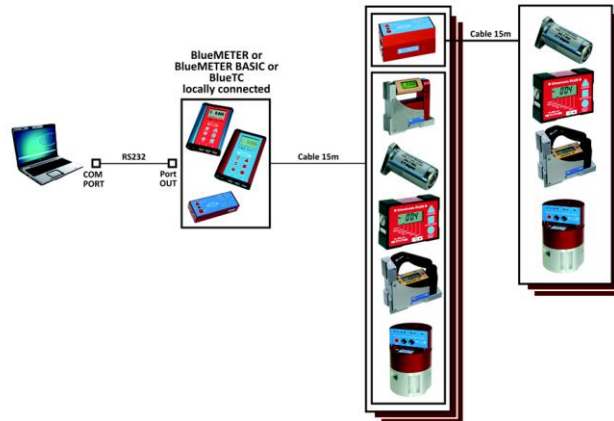 BlueMETER or
BlueMETER BASIC or
BlueTC
locally connected
RS232
COM
PORT
Port
OUT
Cable 15m
Cable 15m